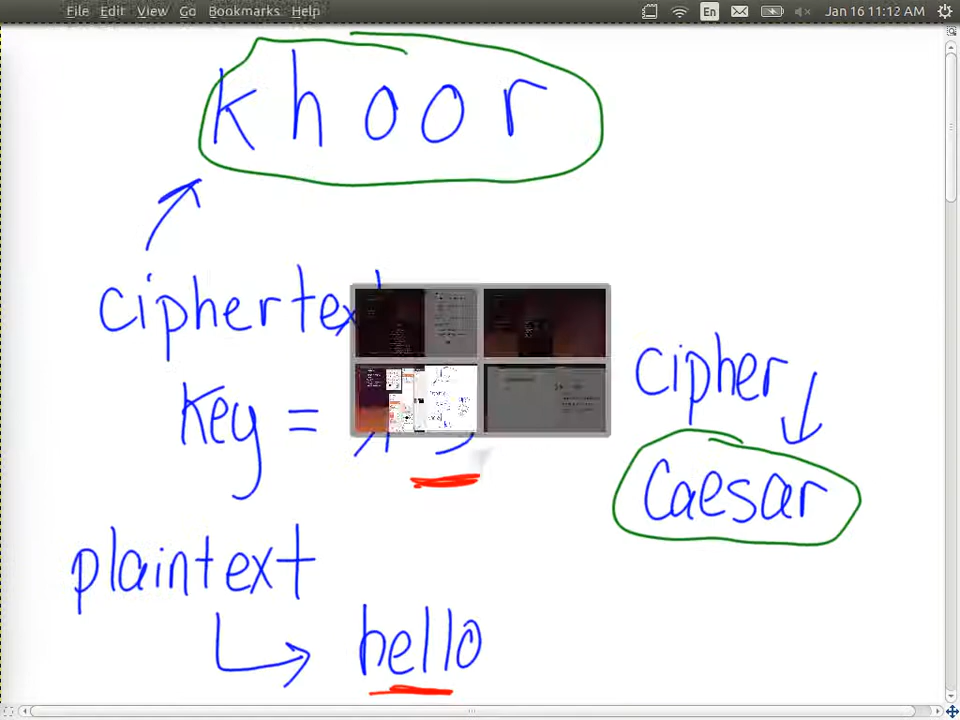 File Edit View Go Bookmarks Help En Jan 16 11:12 AM
khoor
ciphertext
cipher
key =
Caesar
plaintext
hello